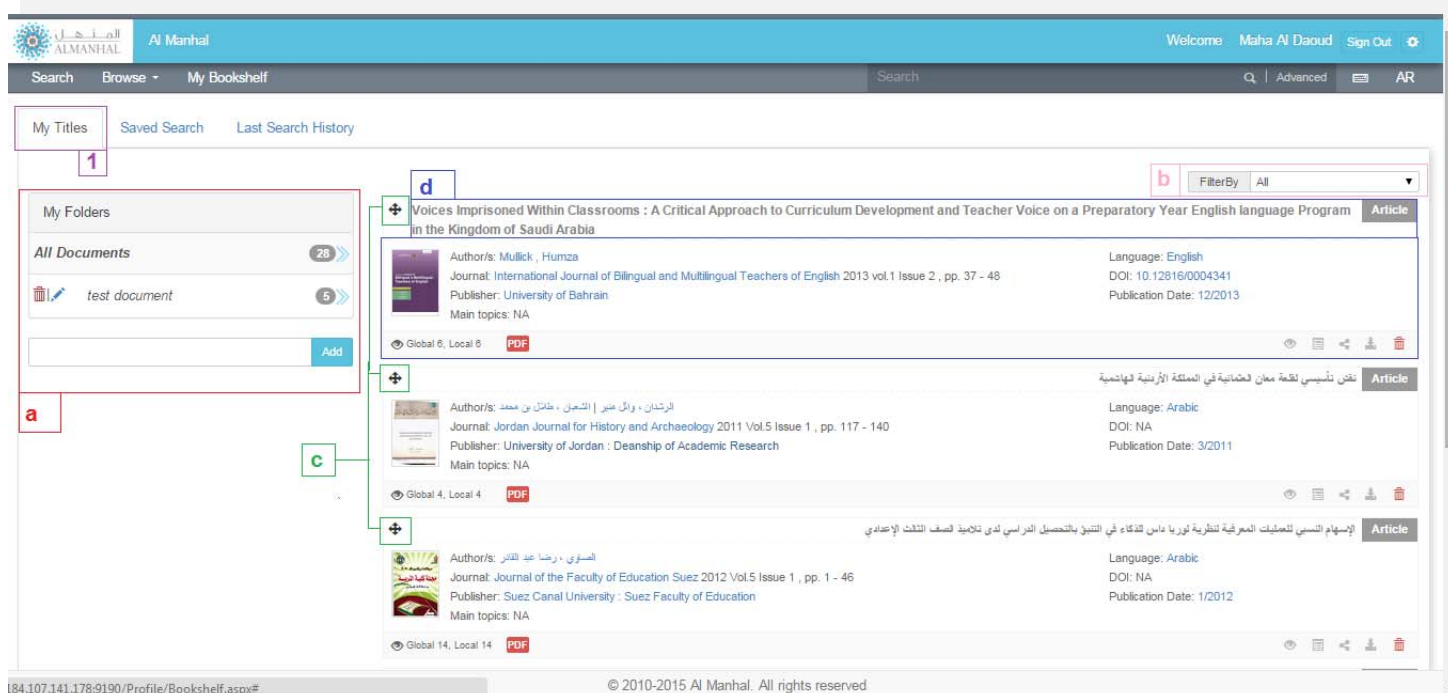 المنهل
ALMANHAL
Al Manhal
Welcome Maha Al Daoud Sign Out
Search Browse My Bookshelf
Search
Advanced AR
My Titles Saved Search Last Search History
1
b FilterBy All
a
My Folders
All Documents 28
test document 5
Add
c
d
Voices Imprisoned Within Classrooms : A Critical Approach to Curriculum Development and Teacher Voice on a Preparatory Year English language Program Article
in the Kingdom of Saudi Arabia
Author/s: Mullick , Humza Language: English
Journal: International Journal of Bilingual and Multilingual Teachers of English 2013 vol.1 Issue 2 , pp. 37 - 48 DOI: 10.12816/0004341
Publisher: University of Bahrain Publication Date: 12/2013
Main topics: NA
Global 6, Local 6 PDF
نقش تأسيسي لقلعة معان العثمانية في المملكة الأردنية الهاشمية Article
Author/s: الرشدان ، وائل منير | الشعبان ، طلال بن محمد Language: Arabic
Journal: Jordan Journal for History and Archaeology 2011 Vol.5 Issue 1 , pp. 117 - 140 DOI: NA
Publisher: University of Jordan : Deanship of Academic Research Publication Date: 3/2011
Main topics: NA
Global 4, Local 4 PDF
الإسهام النسبي للعمليات المعرفية لنظرية لوريا داس للذكاء في التنبؤ بالتحصيل الدراسي لدى تلاميذ الصف الثالث الإعدادي Article
Author/s: الصاوي ، رضا عبد القادر Language: Arabic
Journal: Journal of the Faculty of Education Suez 2012 Vol.5 Issue 1 , pp. 1 - 46 DOI: NA
Publisher: Suez Canal University : Suez Faculty of Education Publication Date: 1/2012
Main topics: NA
Global 14, Local 14 PDF
184.107.141.178:9190/Profile/Bookshelf.aspx#
© 2010-2015 Al Manhal. All rights reserved